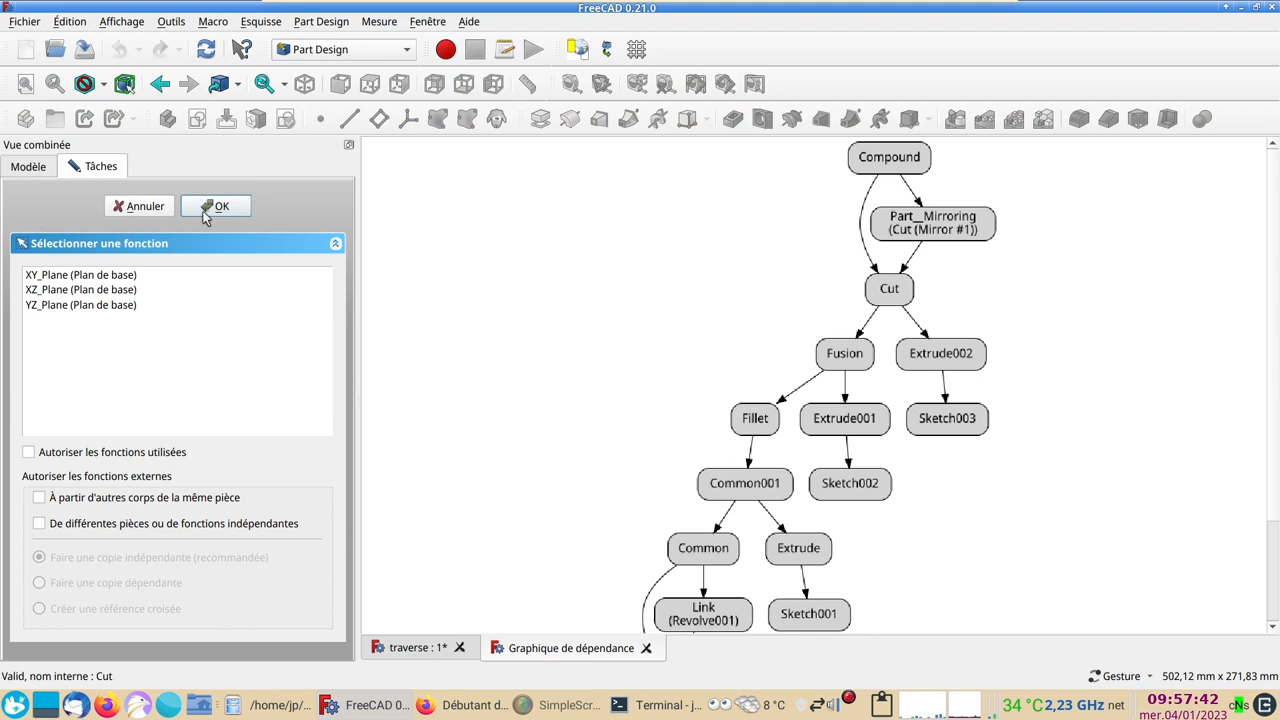 FreeCAD 0.21.0
Fichier Édition Affichage Outils Macro Esquisse Part Design Mesure Fenêtre Aide
Part Design
Vue combinée
Modèle Tâches
Annuler OK
Sélectionner une fonction
XY_Plane (Plan de base)
XZ_Plane (Plan de base)
YZ_Plane (Plan de base)
Autoriser les fonctions utilisées
Autoriser les fonctions externes
À partir d'autres corps de la même pièce
De différentes pièces ou de fonctions indépendantes
Faire une copie indépendante (recommandée)
Faire une copie dépendante
Créer une référence croisée
Compound
Part__Mirroring
(Cut (Mirror #1))
Cut
Fusion Extrude002
Fillet Extrude001 Sketch003
Common001 Sketch002
Common Extrude
Link
(Revolve001)
Sketch001
traverse : 1* Graphique de dépendance
Valid, nom interne : Cut
Gesture 502,12 mm x 271,83 mm
/home/jp/... FreeCAD 0... Débutant d... SimpleScr... Terminal - j... 8 °C 34 °C 2,23 GHz net 09:57:42
mer.04/01/2023
cNs